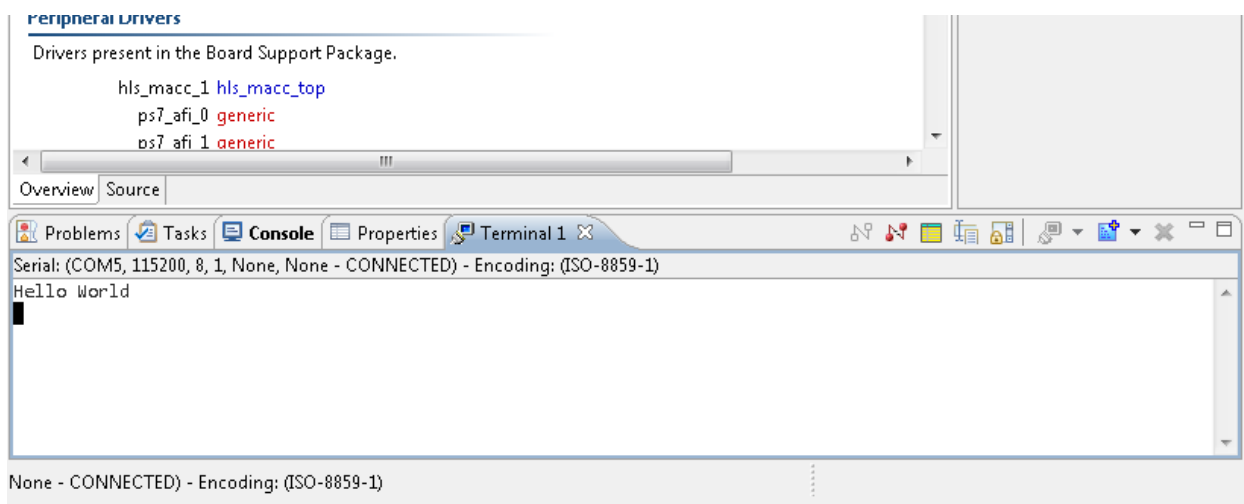 Peripheral Drivers
Drivers present in the Board Support Package.
hls_macc_1 hls_macc_top
ps7_afi_0 generic
ps7_afi_1 generic
Overview Source
Problems Tasks Console Properties Terminal 1
Serial: (COM5, 115200, 8, 1, None, None - CONNECTED) - Encoding: (ISO-8859-1)
Hello World
None - CONNECTED) - Encoding: (ISO-8859-1)